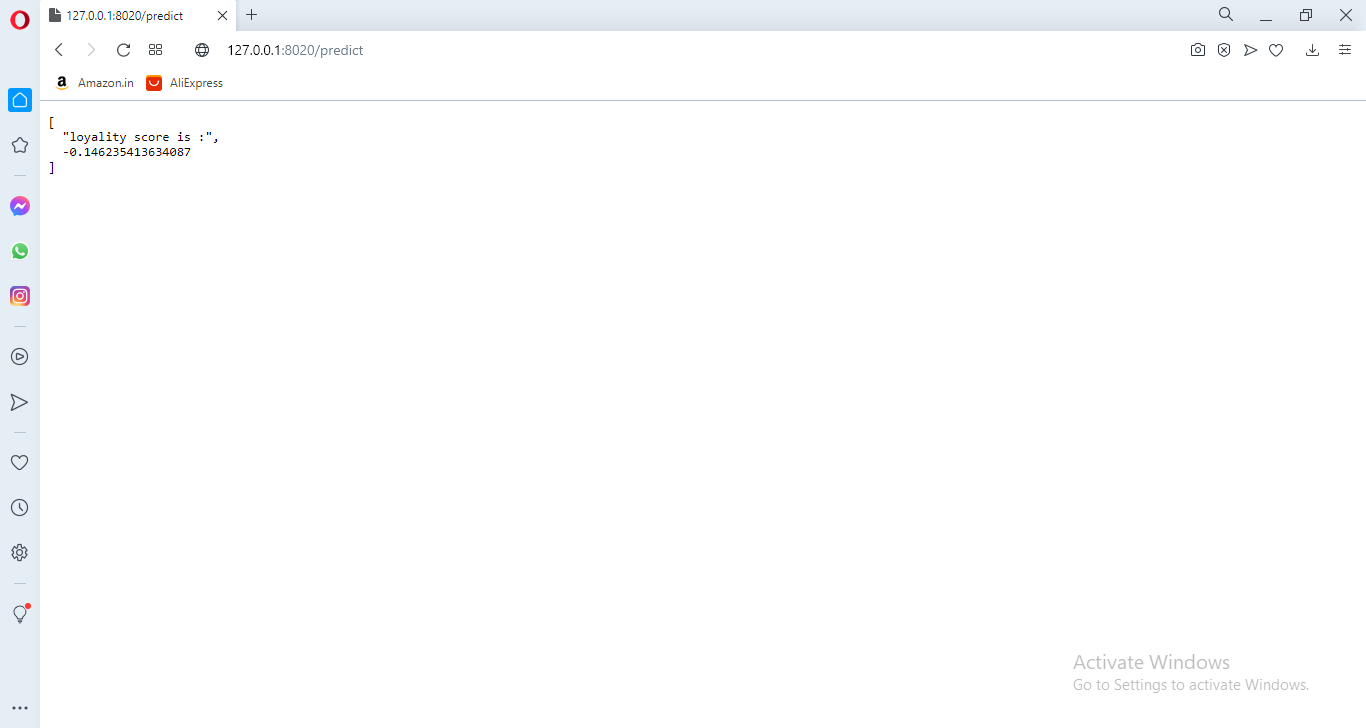 127.0.0.1:8020/predict
127.0.0.1:8020/predict
a Amazon.in AliExpress
[
"loyality score is :",
-0.146235413634087
]
Activate Windows
Go to Settings to activate Windows.